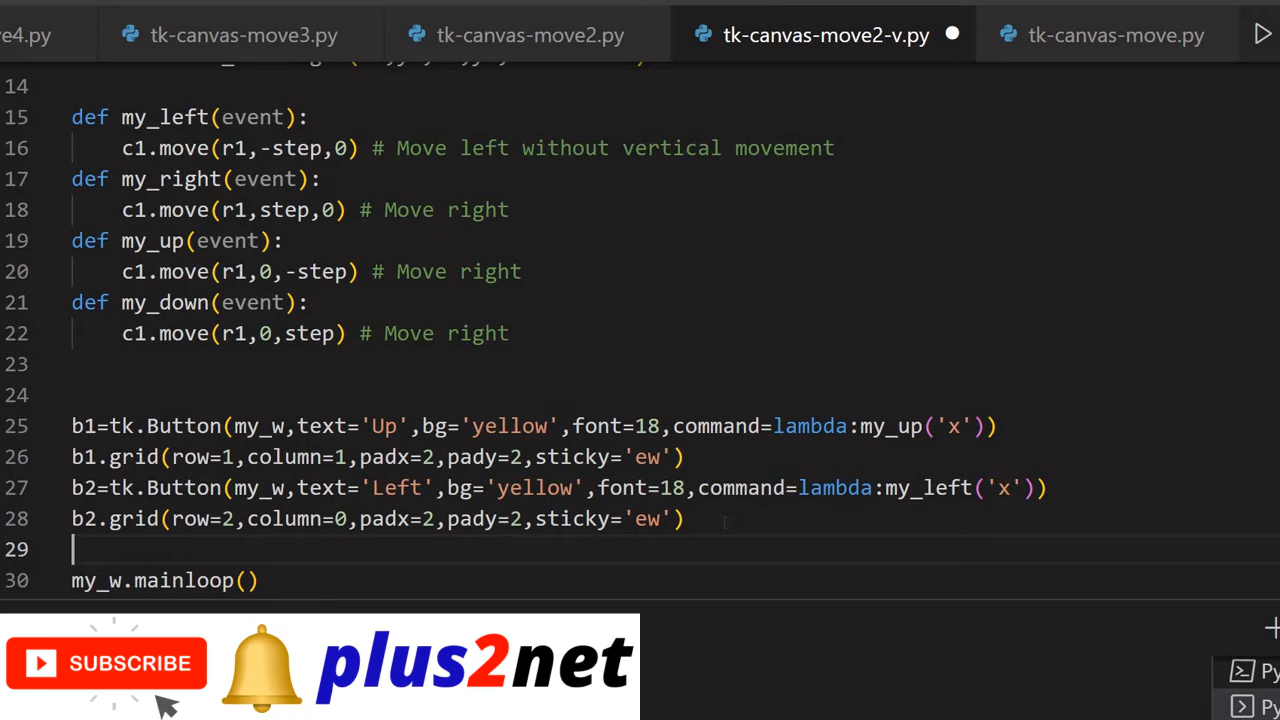 e4.py tk-canvas-move3.py tk-canvas-move2.py tk-canvas-move2-v.py tk-canvas-move.py
14
15 def my_left(event):
16 c1.move(r1,-step,0) # Move left without vertical movement
17 def my_right(event):
18 c1.move(r1,step,0) # Move right
19 def my_up(event):
20 c1.move(r1,0,-step) # Move right
21 def my_down(event):
22 c1.move(r1,0,step) # Move right
23
24
25 b1=tk.Button(my_w,text='Up',bg='yellow',font=18,command=lambda:my_up('x'))
26 b1.grid(row=1,column=1,padx=2,pady=2,sticky='ew')
27 b2=tk.Button(my_w,text='Left',bg='yellow',font=18,command=lambda:my_left('x'))
28 b2.grid(row=2,column=0,padx=2,pady=2,sticky='ew')
29
30 my_w.mainloop()
SUBSCRIBE plus2net
Py
Py